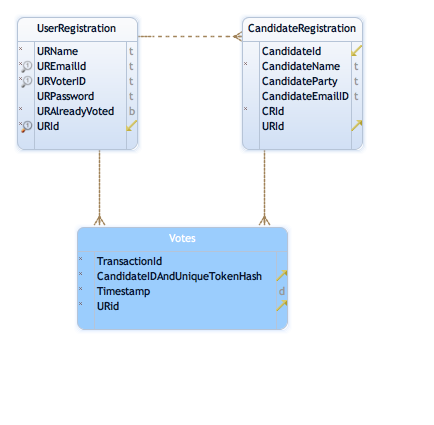 UserRegistration
URName t
UREmailId t
URVoterID t
URPassword t
URAlreadyVoted b
URId
CandidateRegistration
CandidateId
CandidateName t
CandidateParty t
CandidateEmailID t
CRId
URId
Votes
TransactionId
CandidateIDAndUniqueTokenHash
Timestamp d
URid